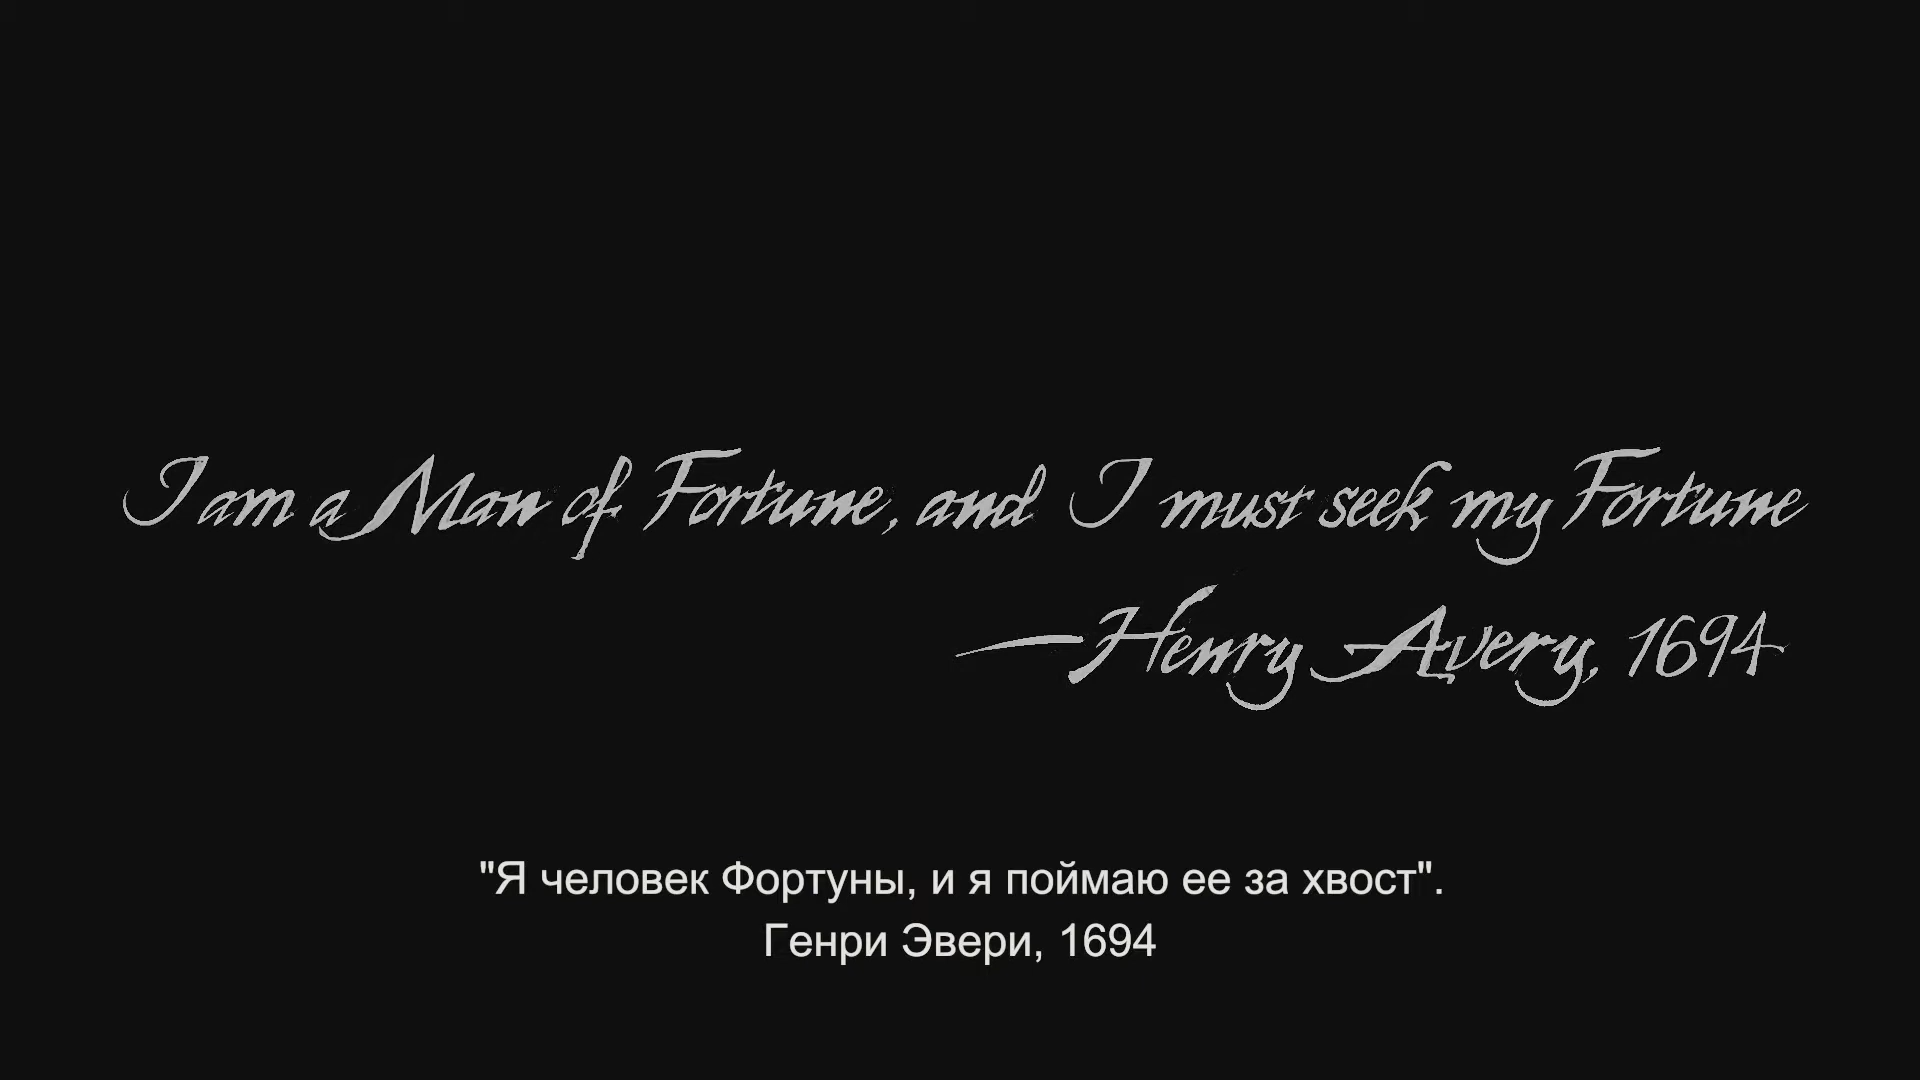 I am a Man of Fortune, and I must seek my Fortune
—Henry Avery, 1694
"Я человек Фортуны, и я поймаю ее за хвост".
Генри Эвери, 1694